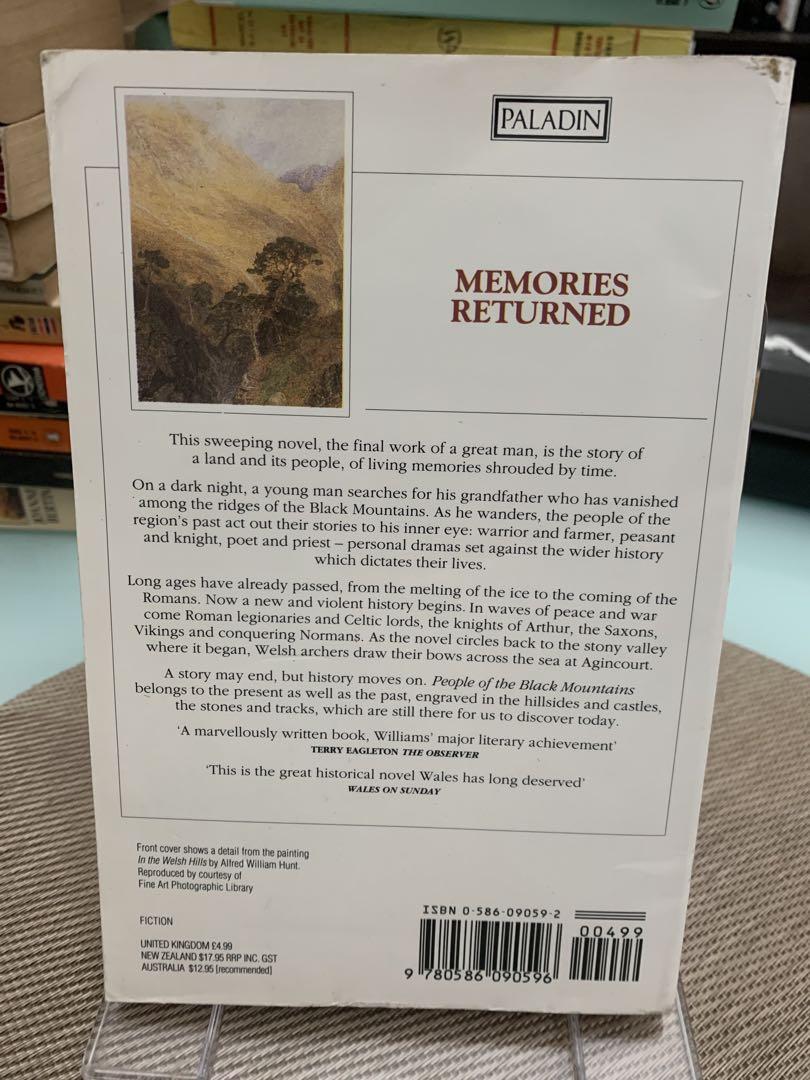 PALADIN
MEMORIES
RETURNED
This sweeping novel, the final work of a great man, is the story of
a land and its people, of living memories shrouded by time.
On a dark night, a young man searches for his grandfather who has vanished
among the ridges of the Black Mountains. As he wanders, the people of the
region's past act out their stories to his inner eye: warrior and farmer, peasant
and knight, poet and priest – personal dramas set against the wider history
which dictates their lives.
Long ages have already passed, from the melting of the ice to the coming of the
Romans. Now a new and violent history begins. In waves of peace and war
come Roman legionaries and Celtic lords, the knights of Arthur, the Saxons,
Vikings and conquering Normans. As the novel circles back to the stony valley
where it began, Welsh archers draw their bows across the sea at Agincourt.
A story may end, but history moves on. People of the Black Mountains
belongs to the present as well as the past, engraved in the hillsides and castles,
the stones and tracks, which are still there for us to discover today.
'A marvellously written book, Williams' major literary achievement'
TERRY EAGLETON THE OBSERVER
'This is the great historical novel Wales has long deserved'
WALES ON SUNDAY
Front cover shows a detail from the painting
In the Welsh Hills by Alfred William Hunt.
Reproduced by courtesy of
Fine Art Photographic Library
FICTION
UNITED KINGDOM £4.99
NEW ZEALAND $17.95 RRP INC. GST
AUSTRALIA $12.95 [recommended]
ISBN 0-586-09059-2
00499
9 780586 090596